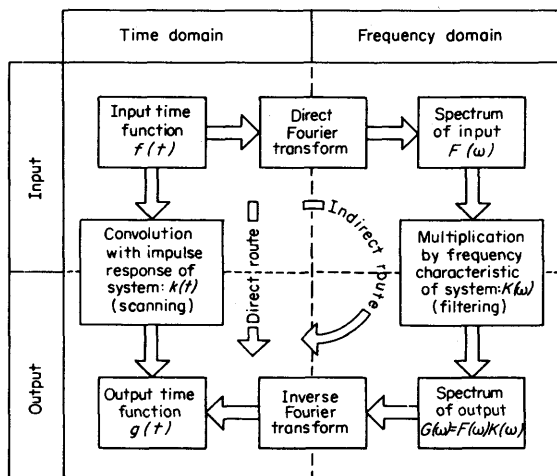 Time domain
Frequency domain
Input
Output
Input time
function
f(t)
Direct
Fourier
transform
Spectrum
of input
F(ω)
Convolution
with impulse
response of
system: k(t)
(scanning)
Direct route
Indirect route
Multiplication
by frequency
characteristic
of system: K(ω)
(filtering)
Output time
function
g(t)
Inverse
Fourier
transform
Spectrum
of output
G(ω)=F(ω)K(ω)